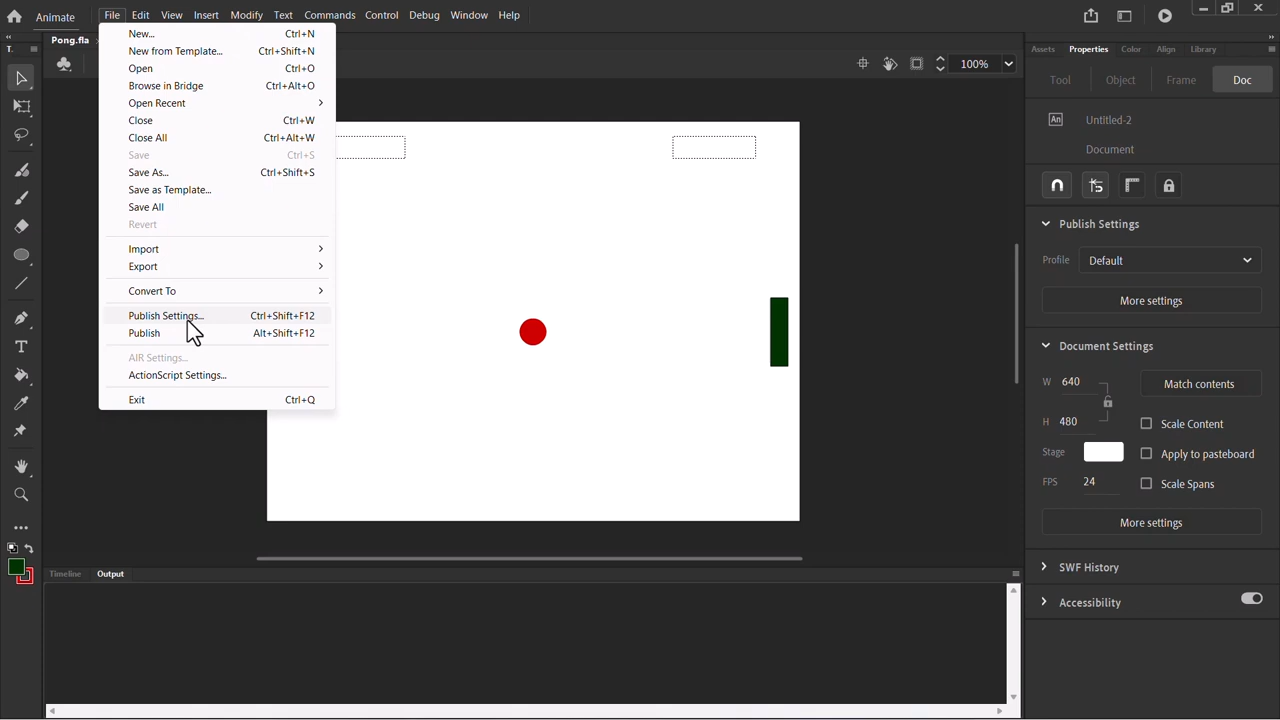 Animate File Edit View Insert Modify Text Commands Control Debug Window Help
Pong.fla
T.
100%
New... Ctrl+N
New from Template... Ctrl+Shift+N
Open Ctrl+O
Browse in Bridge Ctrl+Alt+O
Open Recent
Close Ctrl+W
Close All Ctrl+Alt+W
Save Ctrl+S
Save As... Ctrl+Shift+S
Save as Template...
Save All
Revert
Import
Export
Convert To
Publish Settings... Ctrl+Shift+F12
Publish Alt+Shift+F12
AIR Settings...
ActionScript Settings...
Exit Ctrl+Q
Assets Properties Color Align Library
Tool Object Frame Doc
An Untitled-2
Document
Publish Settings
Profile Default
More settings
Document Settings
W 640 Match contents
H 480 Scale Content
Stage Apply to pasteboard
FPS 24 Scale Spans
More settings
SWF History
Accessibility
Timeline Output